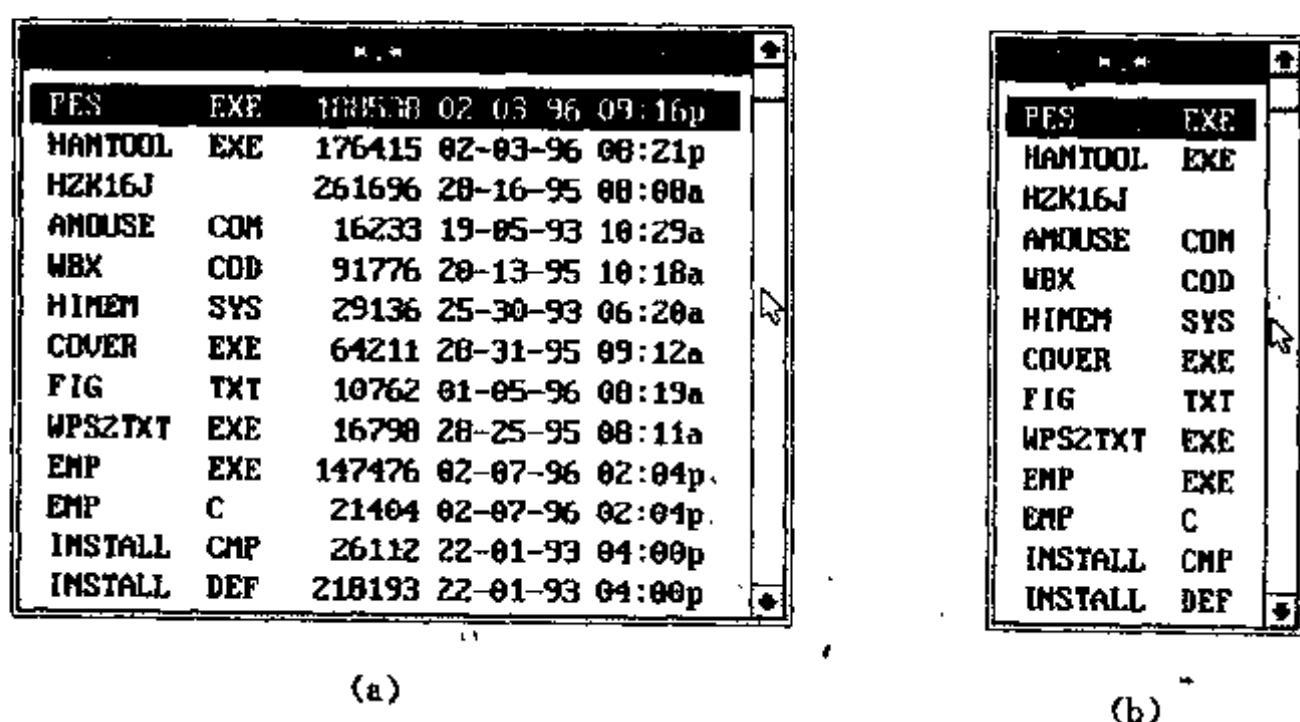 *.*
PES EXE 02 03 96 09:16p
HANTOOL EXE 176415 02-03-96 08:21p
HZK16J 261696 28-16-95 08:08a
AMOUSE COM 16233 19-05-93 10:29a
WBX COD 91776 28-13-95 10:18a
HIMEM SYS 29136 25-30-93 06:20a
COVER EXE 64211 28-31-95 09:12a
FIG TXT 10762 01-05-96 08:19a
WPS2TXT EXE 16798 28-25-95 08:11a
EMP EXE 147476 02-07-96 02:04p
EMP C 21404 02-07-96 02:04p
INSTALL CMP 26112 22-01-93 04:00p
INSTALL DEF 218193 22-01-93 04:00p
(a)
*.*
PES EXE
HANTOOL EXE
HZK16J
AMOUSE COM
WBX COD
HIMEM SYS
COVER EXE
FIG TXT
WPS2TXT EXE
EMP EXE
EMP C
INSTALL CMP
INSTALL DEF
(b)